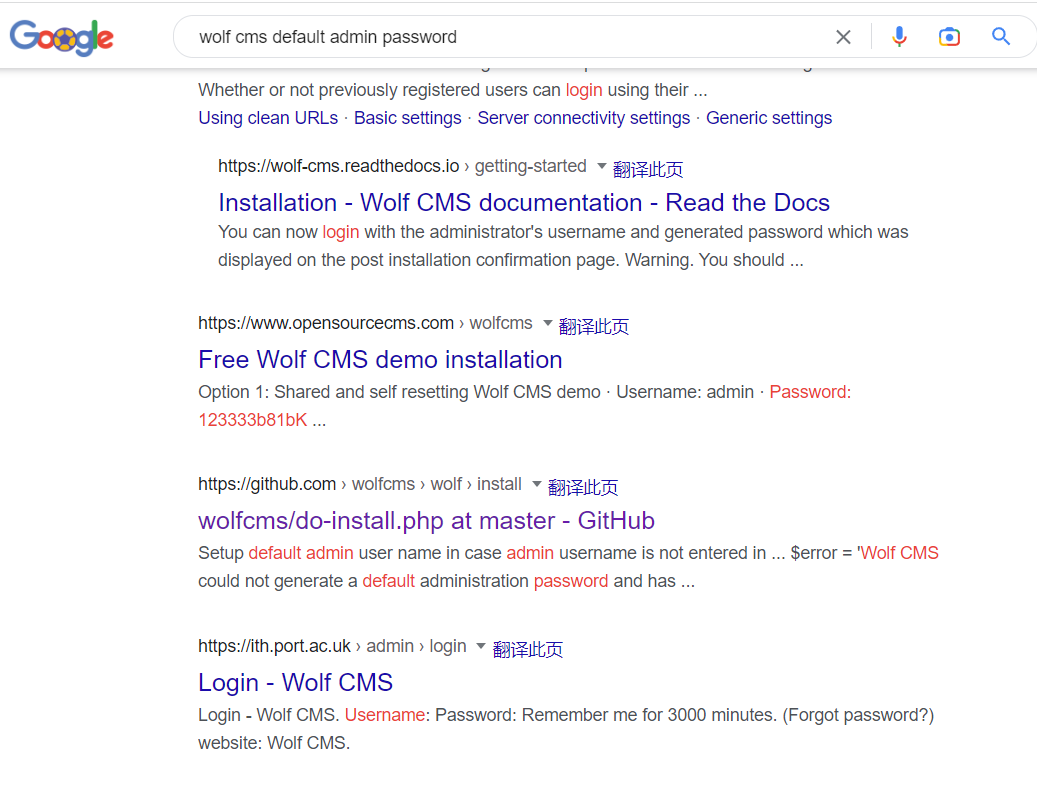 Google
wolf cms default admin password
Whether or not previously registered users can login using their ...
Using clean URLs · Basic settings · Server connectivity settings · Generic settings
https://wolf-cms.readthedocs.io › getting-started 翻译此页
Installation - Wolf CMS documentation - Read the Docs
You can now login with the administrator's username and generated password which was
displayed on the post installation confirmation page. Warning. You should ...
https://www.opensourcecms.com › wolfcms 翻译此页
Free Wolf CMS demo installation
Option 1: Shared and self resetting Wolf CMS demo · Username: admin · Password:
123333b81bK ...
https://github.com › wolfcms › wolf › install 翻译此页
wolfcms/do-install.php at master - GitHub
Setup default admin user name in case admin username is not entered in ... $error = 'Wolf CMS
could not generate a default administration password and has ...
https://ith.port.ac.uk › admin › login 翻译此页
Login - Wolf CMS
Login - Wolf CMS. Username: Password: Remember me for 3000 minutes. (Forgot password?)
website: Wolf CMS.